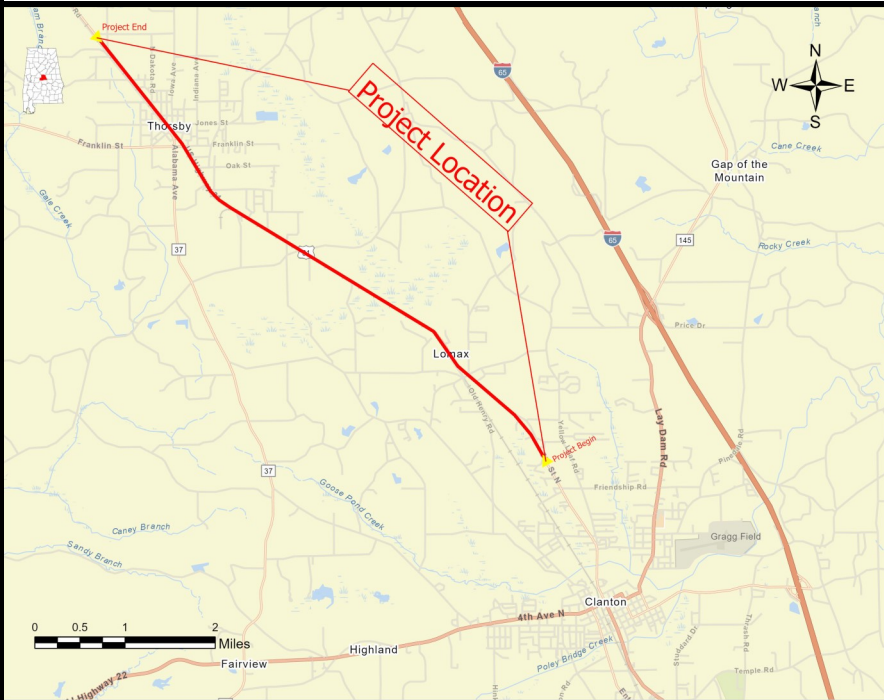 Project End
N Dakota Rd
Iowa Ave
Indiana Ave
65
N
W E
S
Project Location
Thorsby
Jones St
Franklin St
Franklin St
Oak St
Alabama Ave
Cane Creek
Gap of the
Mountain
Gale Creek
37
65
145
Rocky Creek
Price Dr
Lomax
Old Henry Rd
Lay Dam Rd
Yellow Leaf Rd
Project Begin
St N
37
Friendship Rd
Goose Pond Creek
Caney Branch
Sandy Branch
Gragg Field
Clanton
4th Ave N
0 0.5 1 2
Miles
Highland
Fairview
Highway 22
Poley Bridge Creek
Thrash Rd
Temple Rd